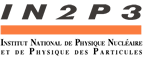 IN2P3
INSTITUT NATIONAL DE PHYSIQUE NUCLÉAIRE
ET DE PHYSIQUE DES PARTICULES